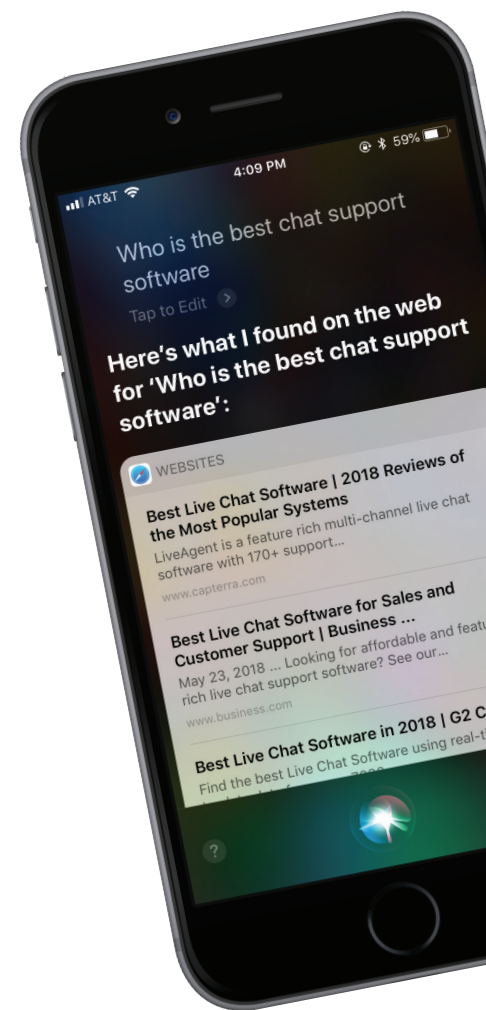 AT&T
4:09 PM
59%
Who is the best chat support
software
Tap to Edit
Here's what I found on the web
for 'Who is the best chat support
software':
WEBSITES
Best Live Chat Software | 2018 Reviews of
the Most Popular Systems
LiveAgent is a feature rich multi-channel live chat
software with 170+ support...
www.capterra.com
Best Live Chat Software for Sales and
Customer Support | Business ...
May 23, 2018 ... Looking for affordable and featu
rich live chat support software? See our...
www.business.com
Best Live Chat Software in 2018 | G2 C
Find the best Live Chat Software using real-ti
?